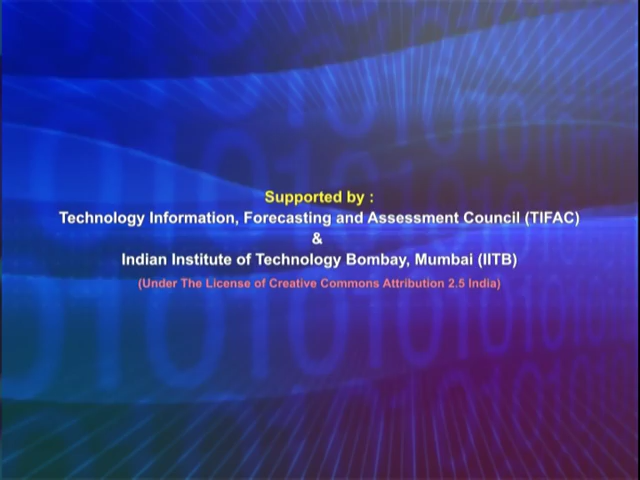 Supported by :
Technology Information, Forecasting and Assessment Council (TIFAC)
&
Indian Institute of Technology Bombay, Mumbai (IITB)
(Under The License of Creative Commons Attribution 2.5 India)